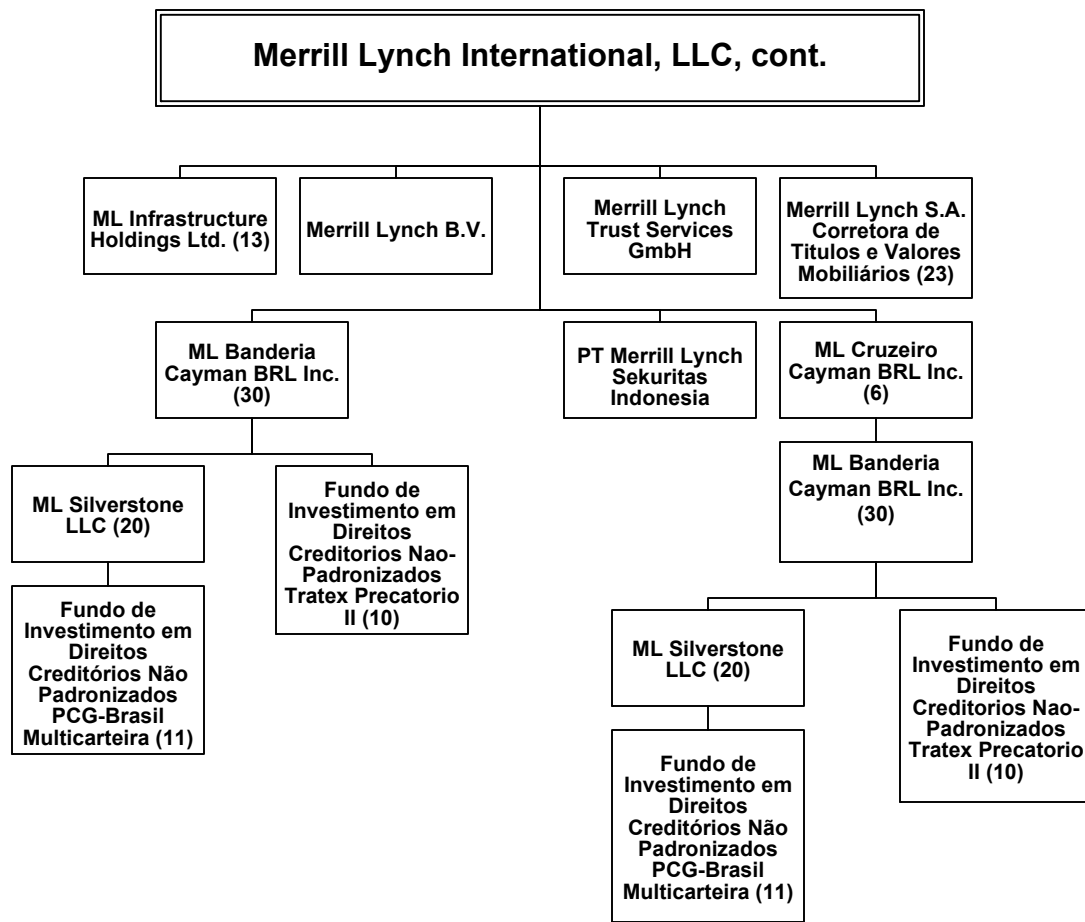 Merrill Lynch International, LLC, cont.
ML Infrastructure
Holdings Ltd. (13)
Merrill Lynch B.V.
Merrill Lynch
Trust Services
GmbH
Merrill Lynch S.A.
Corretora de
Titulos e Valores
Mobiliários (23)
ML Banderia
Cayman BRL Inc.
(30)
PT Merrill Lynch
Sekuritas
Indonesia
ML Cruzeiro
Cayman BRL Inc.
(6)
ML Silverstone
LLC (20)
Fundo de
Investimento em
Direitos
Creditorios Nao-
Padronizados
Tratex Precatorio
II (10)
ML Banderia
Cayman BRL Inc.
(30)
Fundo de
Investimento em
Direitos
Creditórios Não
Padronizados
PCG-Brasil
Multicarteira (11)
ML Silverstone
LLC (20)
Fundo de
Investimento em
Direitos
Creditorios Nao-
Padronizados
Tratex Precatorio
II (10)
Fundo de
Investimento em
Direitos
Creditórios Não
Padronizados
PCG-Brasil
Multicarteira (11)